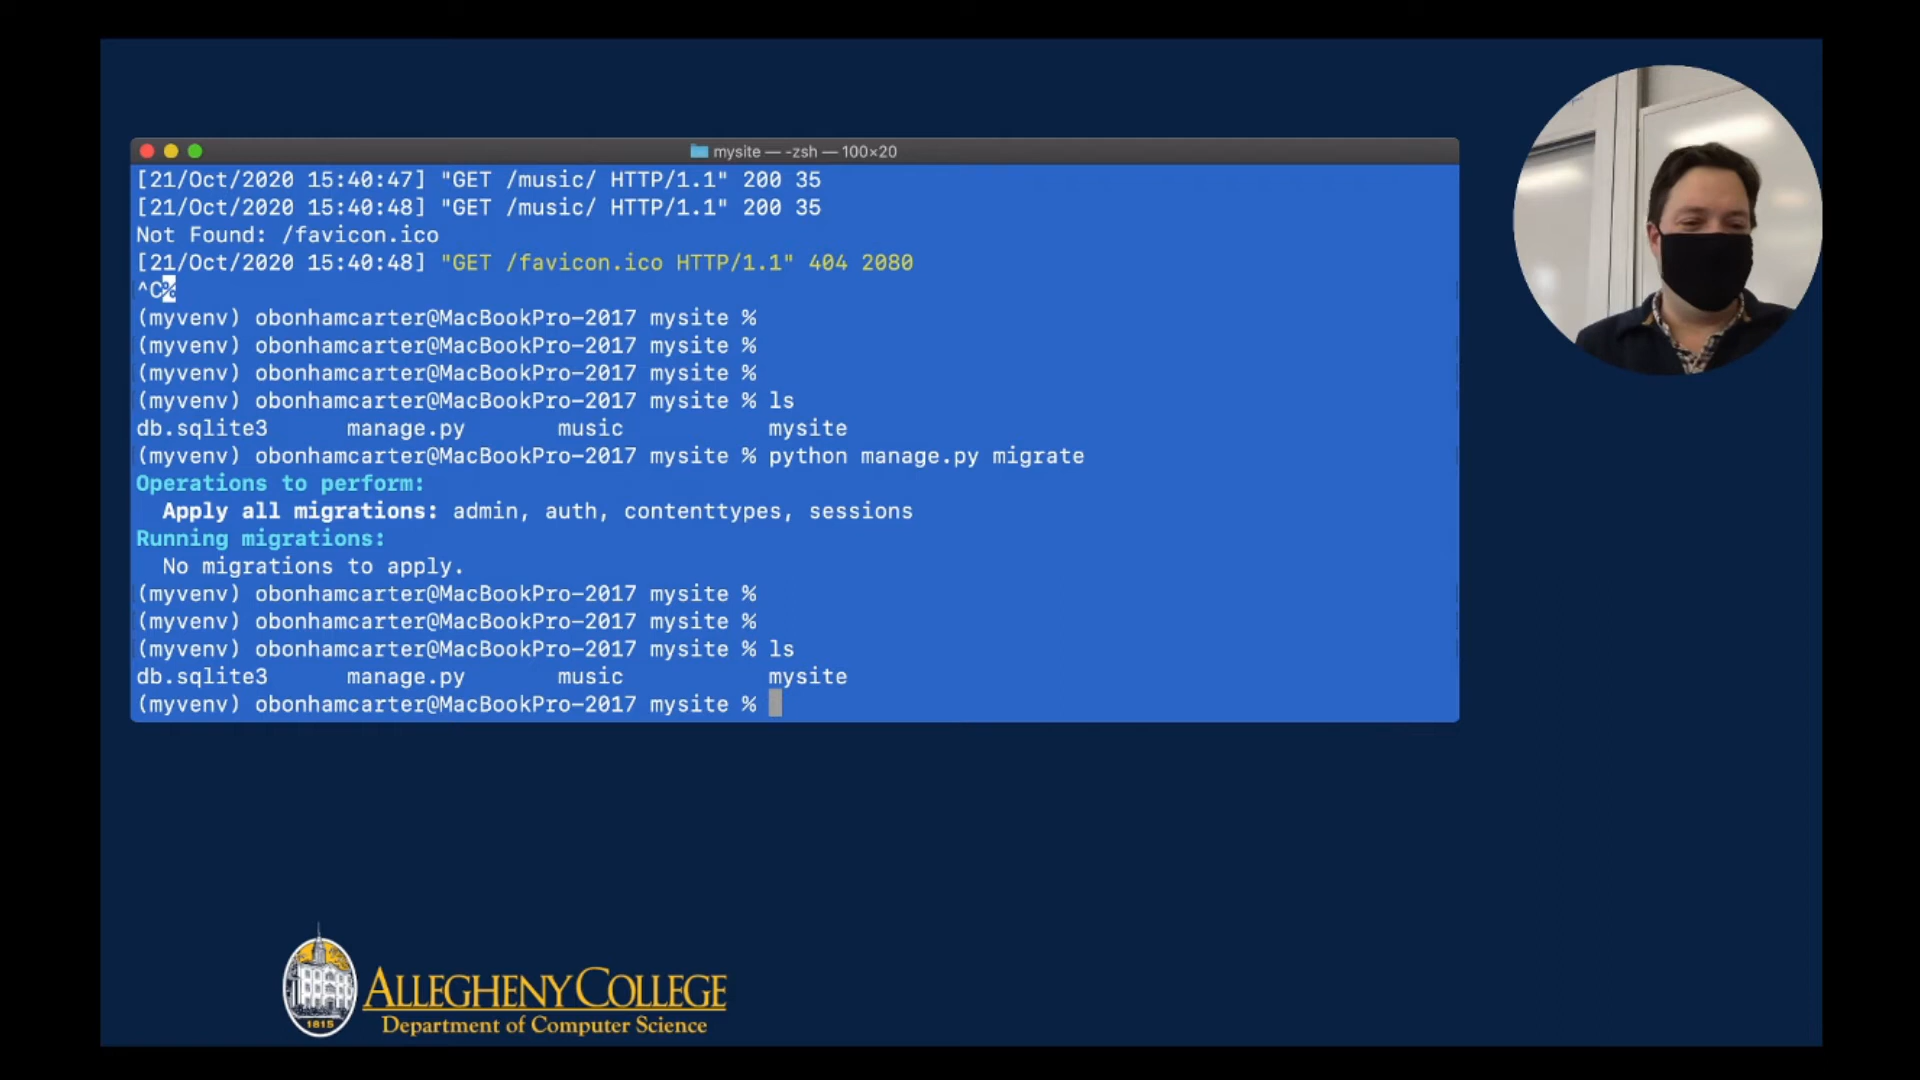 mysite — -zsh — 100×20
[21/Oct/2020 15:40:47] "GET /music/ HTTP/1.1" 200 35
[21/Oct/2020 15:40:48] "GET /music/ HTTP/1.1" 200 35
Not Found: /favicon.ico
[21/Oct/2020 15:40:48] "GET /favicon.ico HTTP/1.1" 404 2080
^C%
(myvenv) obonhamcarter@MacBookPro-2017 mysite %
(myvenv) obonhamcarter@MacBookPro-2017 mysite %
(myvenv) obonhamcarter@MacBookPro-2017 mysite %
(myvenv) obonhamcarter@MacBookPro-2017 mysite % ls
db.sqlite3 manage.py music mysite
(myvenv) obonhamcarter@MacBookPro-2017 mysite % python manage.py migrate
Operations to perform:
Apply all migrations: admin, auth, contenttypes, sessions
Running migrations:
No migrations to apply.
(myvenv) obonhamcarter@MacBookPro-2017 mysite %
(myvenv) obonhamcarter@MacBookPro-2017 mysite %
(myvenv) obonhamcarter@MacBookPro-2017 mysite % ls
db.sqlite3 manage.py music mysite
(myvenv) obonhamcarter@MacBookPro-2017 mysite %
1815
ALLEGHENY COLLEGE
Department of Computer Science